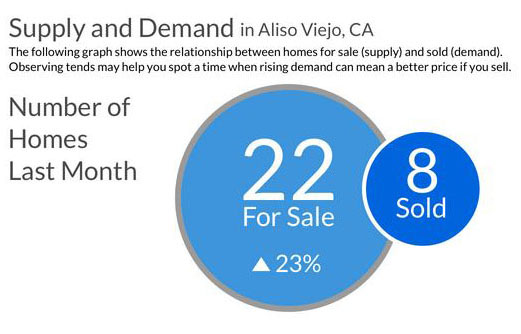 Supply and Demand in Aliso Viejo, CA
The following graph shows the relationship between homes for sale (supply) and sold (demand).
Observing tends may help you spot a time when rising demand can mean a better price if you sell.
Number of
Homes
Last Month
22
For Sale
▲ 23%
8
Sold